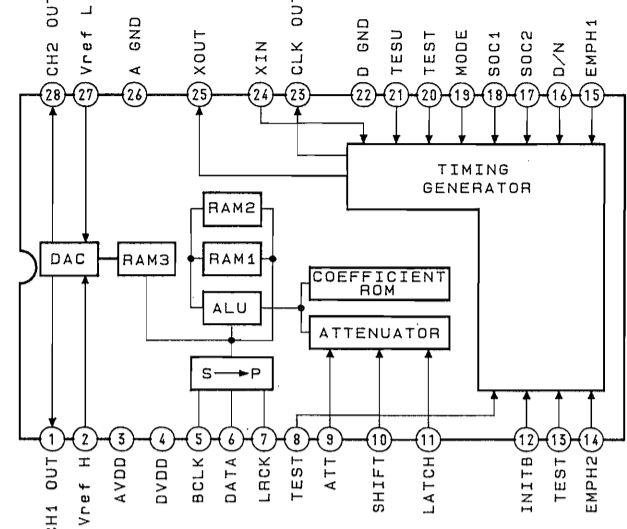 CH2 OUT
Vref L
A GND
XOUT
XIN
CLK OUT
D GND
TESU
TEST
MODE
SOC1
SOC2
D/N
EMPH1
28
27
26
25
24
23
22
21
20
19
18
17
16
15
TIMING
GENERATOR
RAM2
DAC
RAM3
RAM1
COEFFICIENT
ROM
ALU
ATTENUATOR
S→P
1
2
3
4
5
6
7
8
9
10
11
12
13
14
CH1 OUT
Vref H
AVDD
DVDD
BCLK
DATA
LRCK
TEST
ATT
SHIFT
LATCH
INITB
TEST
EMPH2